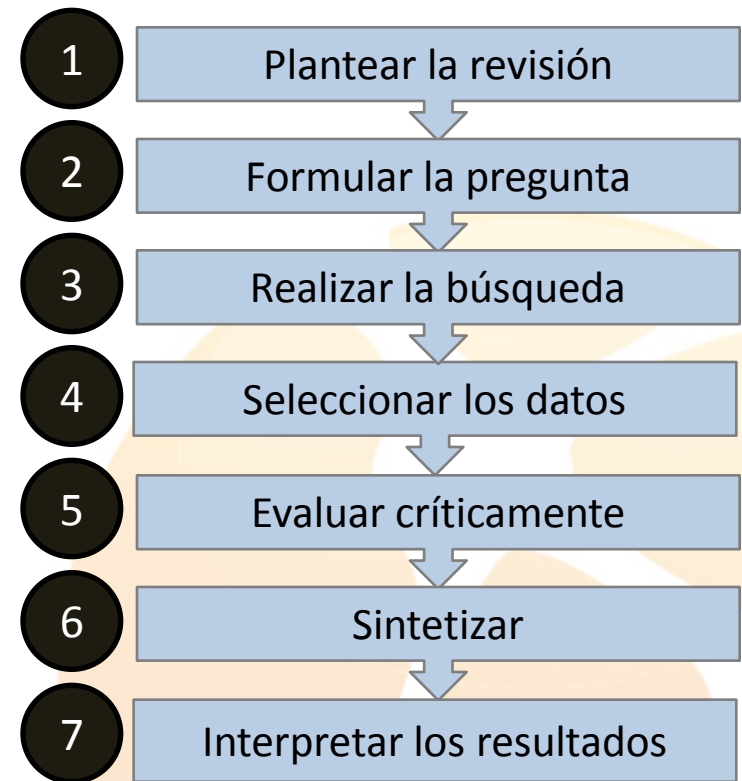 1 Plantear la revisión
2 Formular la pregunta
3 Realizar la búsqueda
4 Seleccionar los datos
5 Evaluar críticamente
6 Sintetizar
7 Interpretar los resultados